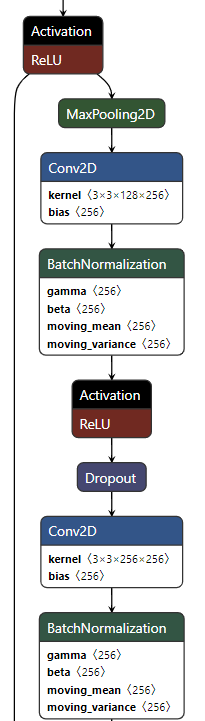 Activation
ReLU
MaxPooling2D
Conv2D
kernel 〈3×3×128×256〉
bias 〈256〉
BatchNormalization
gamma 〈256〉
beta 〈256〉
moving_mean 〈256〉
moving_variance 〈256〉
Activation
ReLU
Dropout
Conv2D
kernel 〈3×3×256×256〉
bias 〈256〉
BatchNormalization
gamma 〈256〉
beta 〈256〉
moving_mean 〈256〉
moving_variance 〈256〉